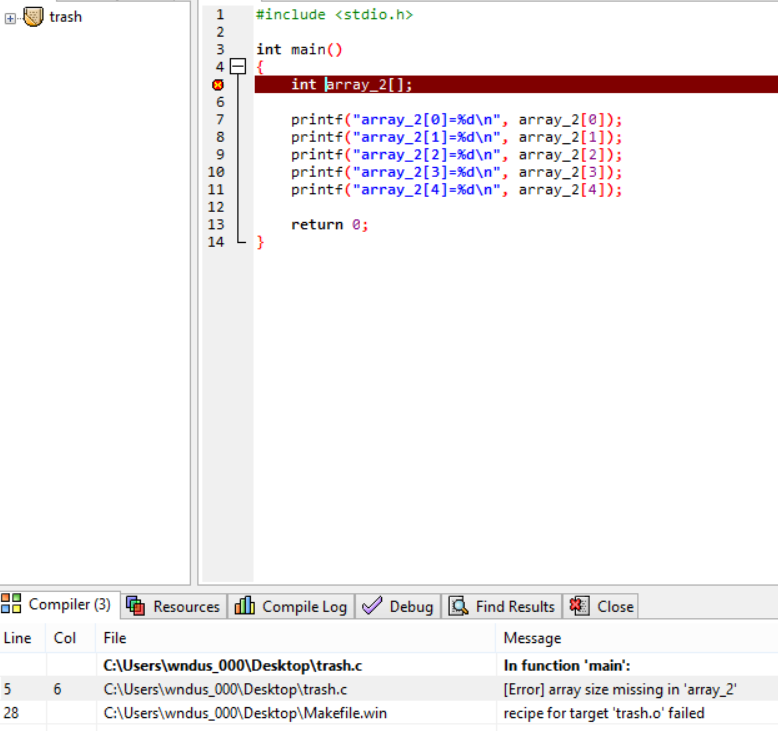 trash
1 #include <stdio.h>
2
3 int main()
4 {
int array_2[];
6
7 printf("array_2[0]=%d\n", array_2[0]);
8 printf("array_2[1]=%d\n", array_2[1]);
9 printf("array_2[2]=%d\n", array_2[2]);
10 printf("array_2[3]=%d\n", array_2[3]);
11 printf("array_2[4]=%d\n", array_2[4]);
12
13 return 0;
14 }
Compiler (3) Resources Compile Log Debug Find Results Close
Line Col File Message
C:\Users\wndus_000\Desktop\trash.c In function 'main':
5 6 C:\Users\wndus_000\Desktop\trash.c [Error] array size missing in 'array_2'
28 C:\Users\wndus_000\Desktop\Makefile.win recipe for target 'trash.o' failed